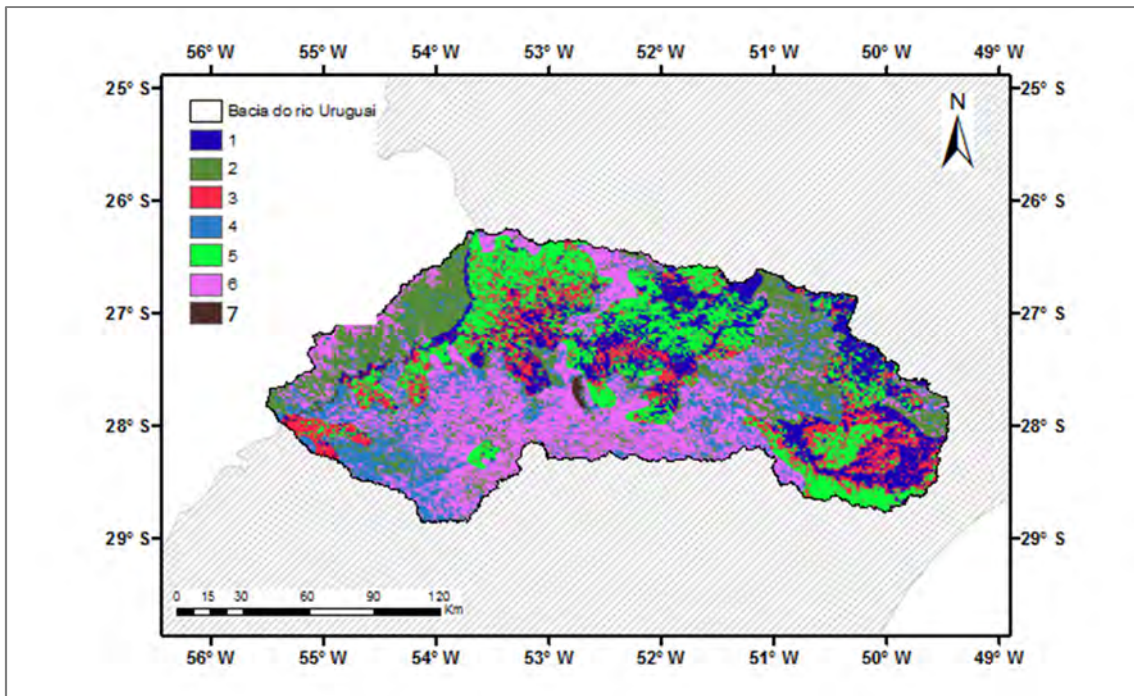 56° W 55° W 54° W 53° W 52° W 51° W 50° W 49° W
25° S 25° S
N
Bacia do rio Uruguai
1
2
3
4
5
6
7
26° S 26° S
27° S 27° S
28° S 28° S
29° S 29° S
0 15 30 60 90 120
Km
56° W 55° W 54° W 53° W 52° W 51° W 50° W 49° W